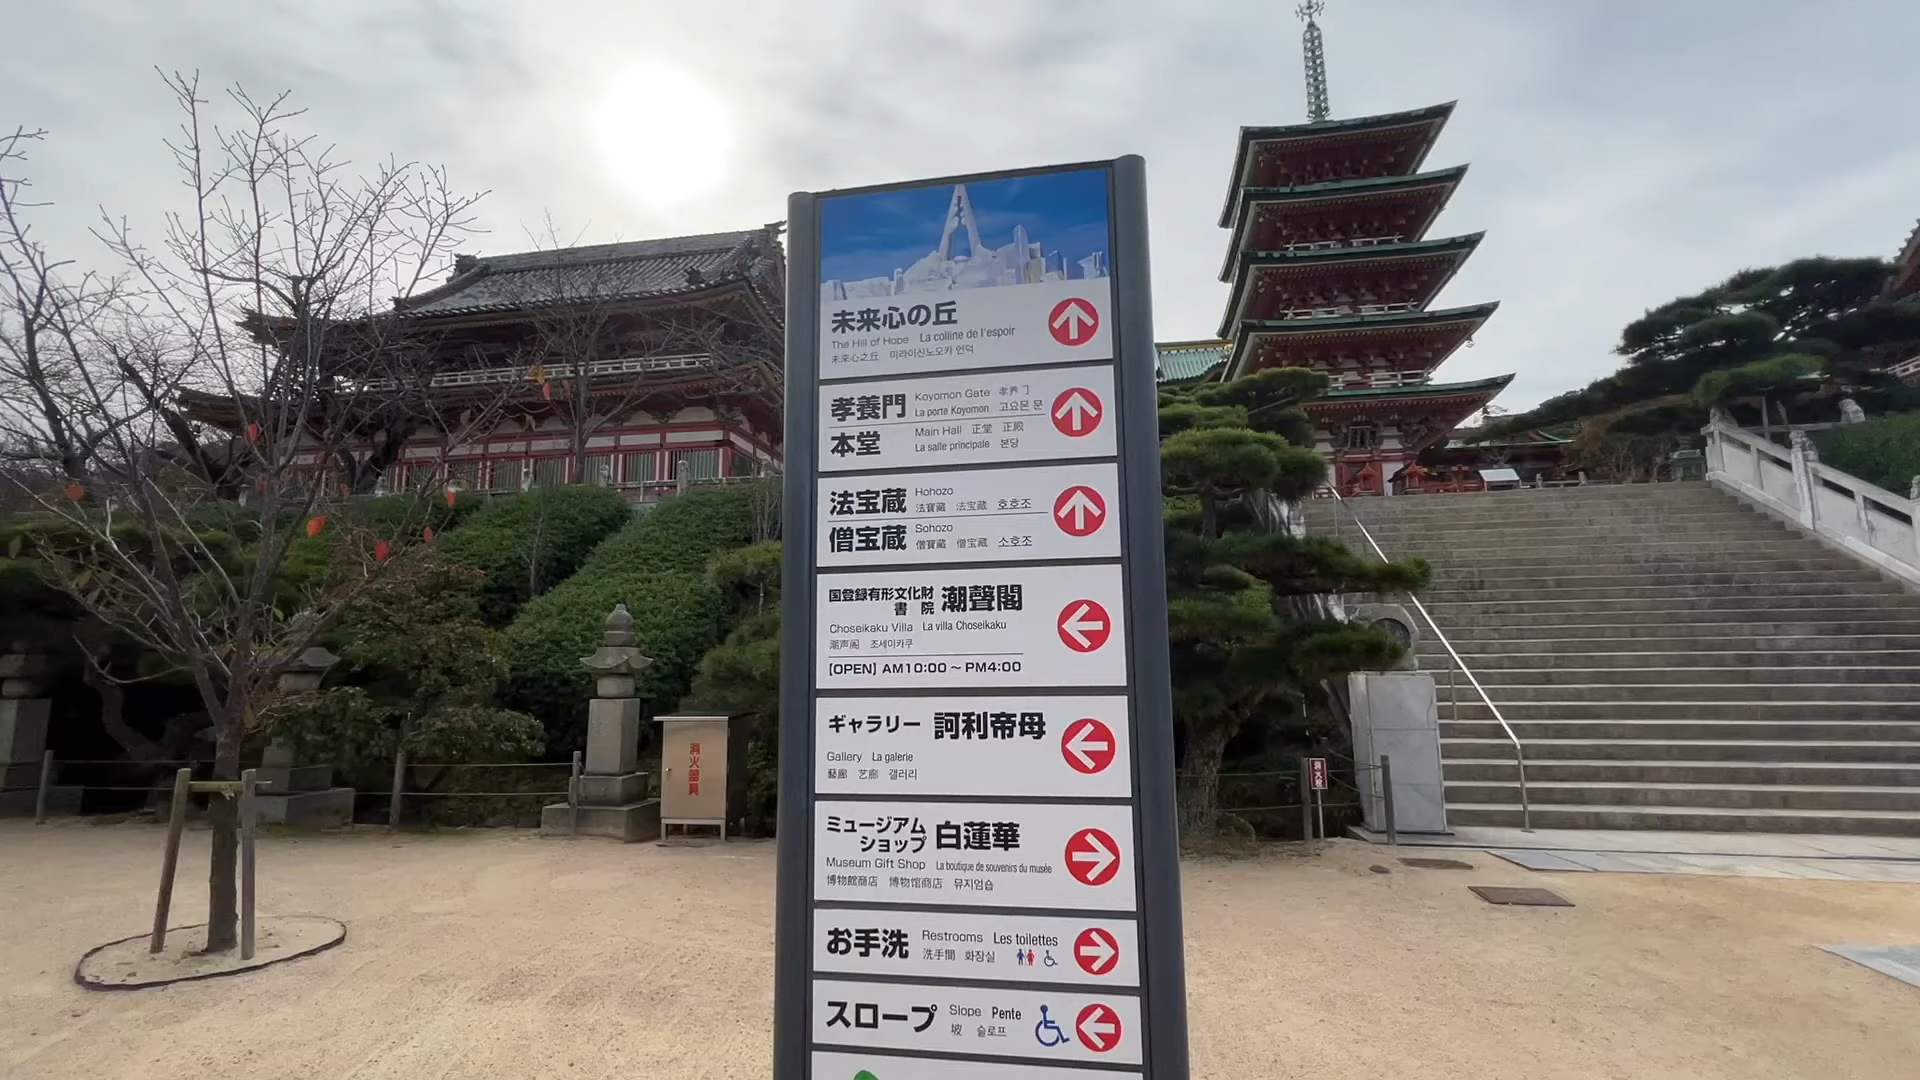 未来心の丘
The Hill of Hope La colline de l'espoir
未来心之丘 미라이신노오카 언덕
孝養門 Koyomon Gate 孝养门
La porte Koyomon 고요몬 문
本堂 Main Hall 正堂 正殿
La salle principale 본당
法宝蔵 Hohozo
法寶藏 法宝藏 호호조
僧宝蔵 Sohozo
僧寶藏 僧宝藏 소호조
国登録有形文化財
書院 潮聲閣
Choseikaku Villa La villa Choseikaku
潮声阁 조세이카쿠
【OPEN】AM10:00～PM4:00
ギャラリー 訶利帝母
Gallery La galerie
藝廊 艺廊 갤러리
ミュージアム
ショップ 白蓮華
Museum Gift Shop La boutique de souvenirs du musée
博物館商店 博物馆商店 뮤지엄숍
お手洗 Restrooms Les toilettes
洗手間 화장실
スロープ Slope Pente
坡 슬로프
消火器具
消火栓